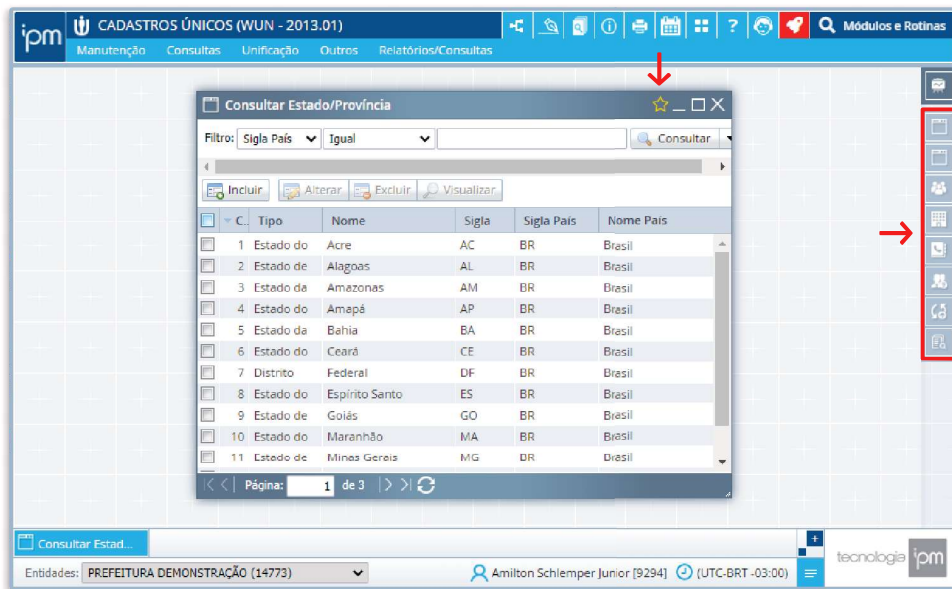 ipm
CADASTROS ÚNICOS (WUN - 2013.01)
Módulos e Rotinas
Manutenção Consultas Unificação Outros Relatórios/Consultas
Consultar Estado/Província
Filtro: Sigla País Igual Consultar
Incluir Alterar Excluir Visualizar
C. Tipo Nome Sigla Sigla País Nome País
1 Estado do Acre AC BR Brasil
2 Estado de Alagoas AL BR Brasil
3 Estado da Amazonas AM BR Brasil
4 Estado do Amapá AP BR Brasil
5 Estado da Bahia BA BR Brasil
6 Estado do Ceará CE BR Brasil
7 Distrito Federal DF BR Brasil
8 Estado do Espírito Santo ES BR Brasil
9 Estado de Goiás GO BR Brasil
10 Estado do Maranhão MA BR Brasil
11 Estado de Minas Gerais MG BR Brasil
Página: 1 de 3
Consultar Estad...
Entidades: PREFEITURA DEMONSTRAÇÃO (14773) Amilton Schlemper Junior [9294] (UTC-BRT -03:00)
tecnologia ipm